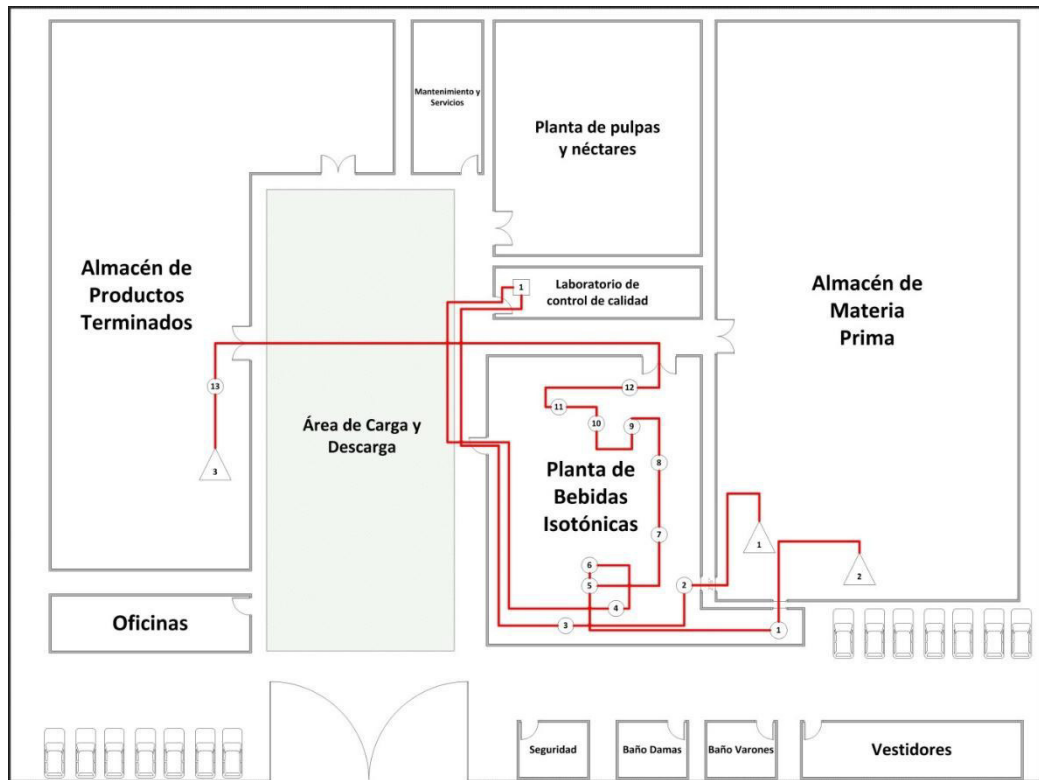 Mantenimiento y
Servicios
Planta de pulpas
y néctares
Almacén de
Productos
Terminados
1
Laboratorio de
control de calidad
Almacén de
Materia
Prima
13
3
Área de Carga y
Descarga
12
11
10
9
8
Planta de
Bebidas
Isotónicas
7
1
2
6
5
2
4
3
1
Oficinas
Seguridad
Baño Damas
Baño Varones
Vestidores